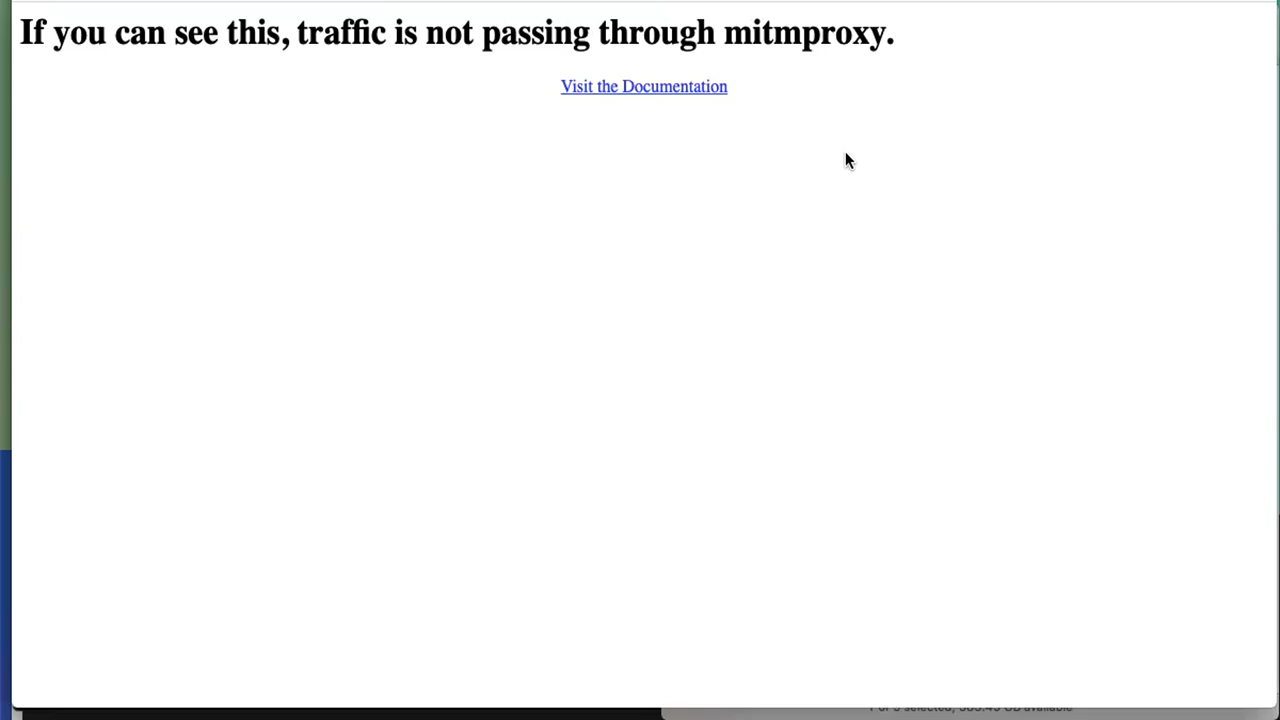 If you can see this, traffic is not passing through mitmproxy.
Visit the Documentation